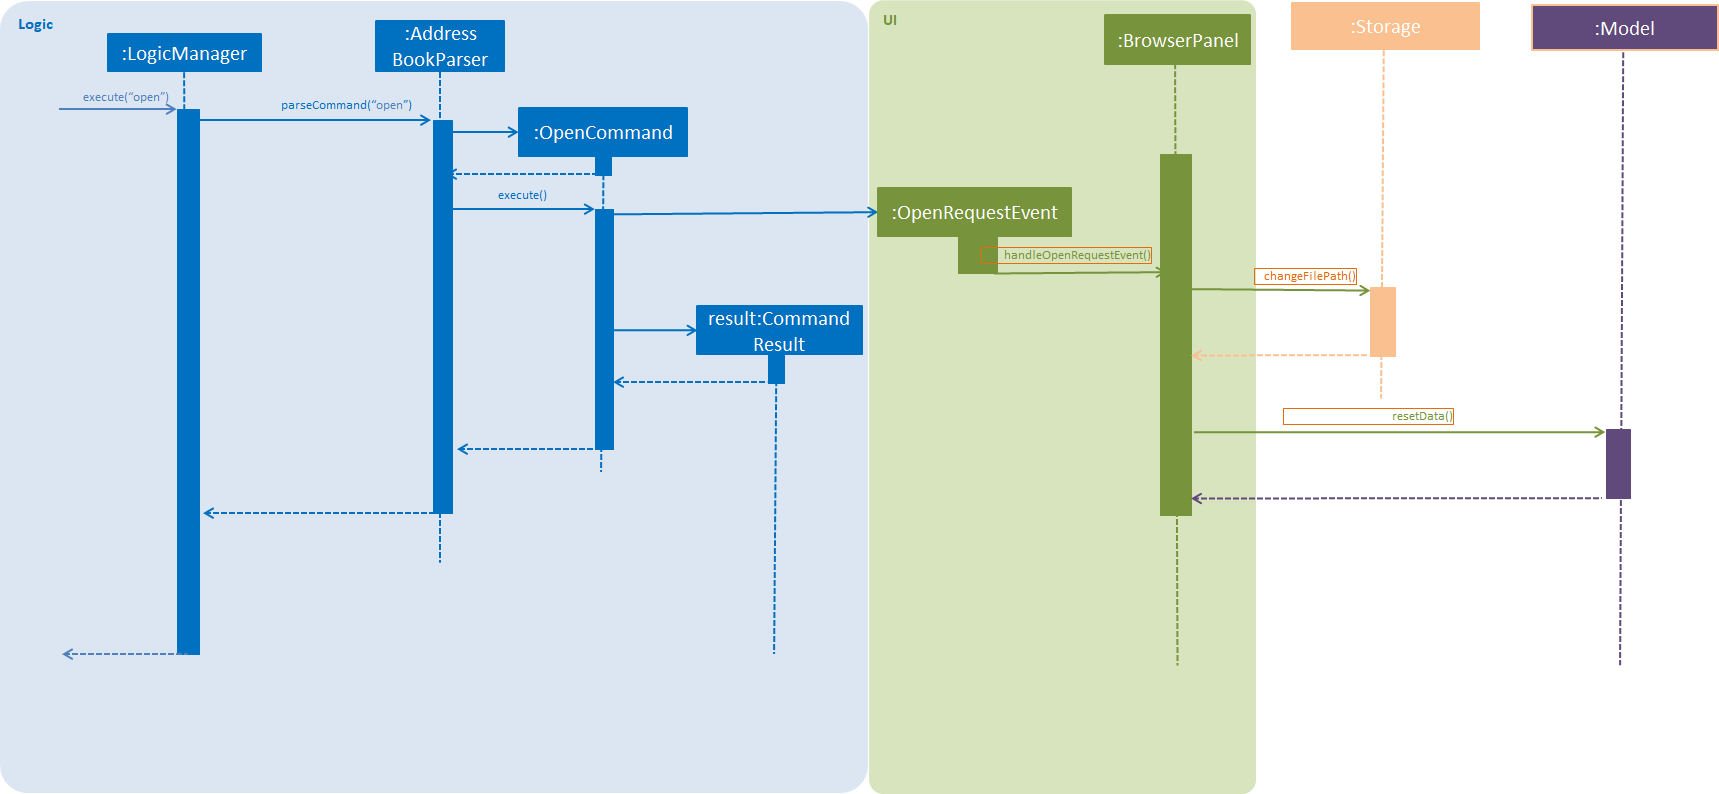 Logic
:LogicManager
:Address
BookParser
UI
:BrowserPanel
:Storage
:Model
execute(“open”)
parseCommand(“open”)
:OpenCommand
execute()
:OpenRequestEvent
handleOpenRequestEvent()
changeFilePath()
result:Command
Result
resetData()